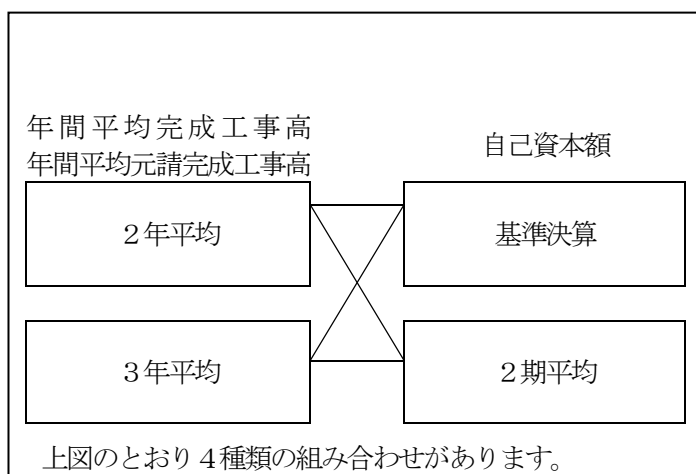 年間平均完成工事高
年間平均元請完成工事高
自己資本額
２年平均
基準決算
３年平均
２期平均
上図のとおり４種類の組み合わせがあります。